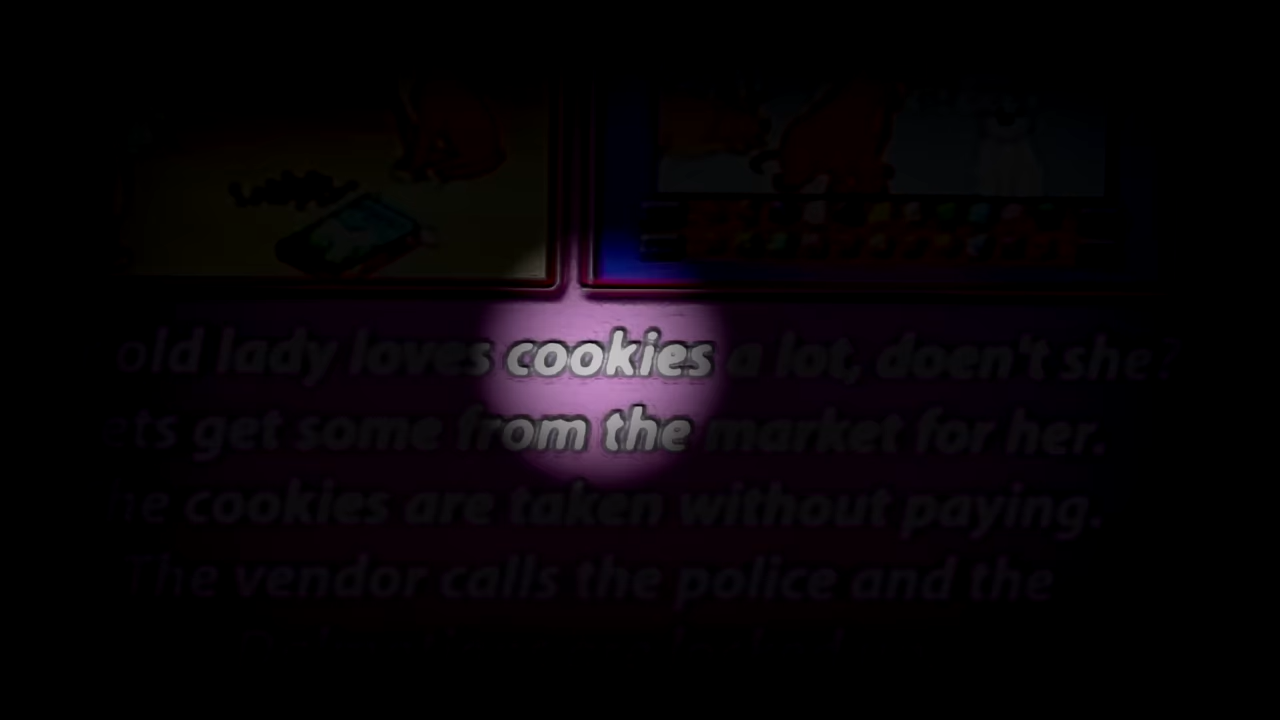 old lady loves cookies a lot, doen't she?
ets get some from the market for her.
he cookies are taken without paying.
The vendor calls the police and the